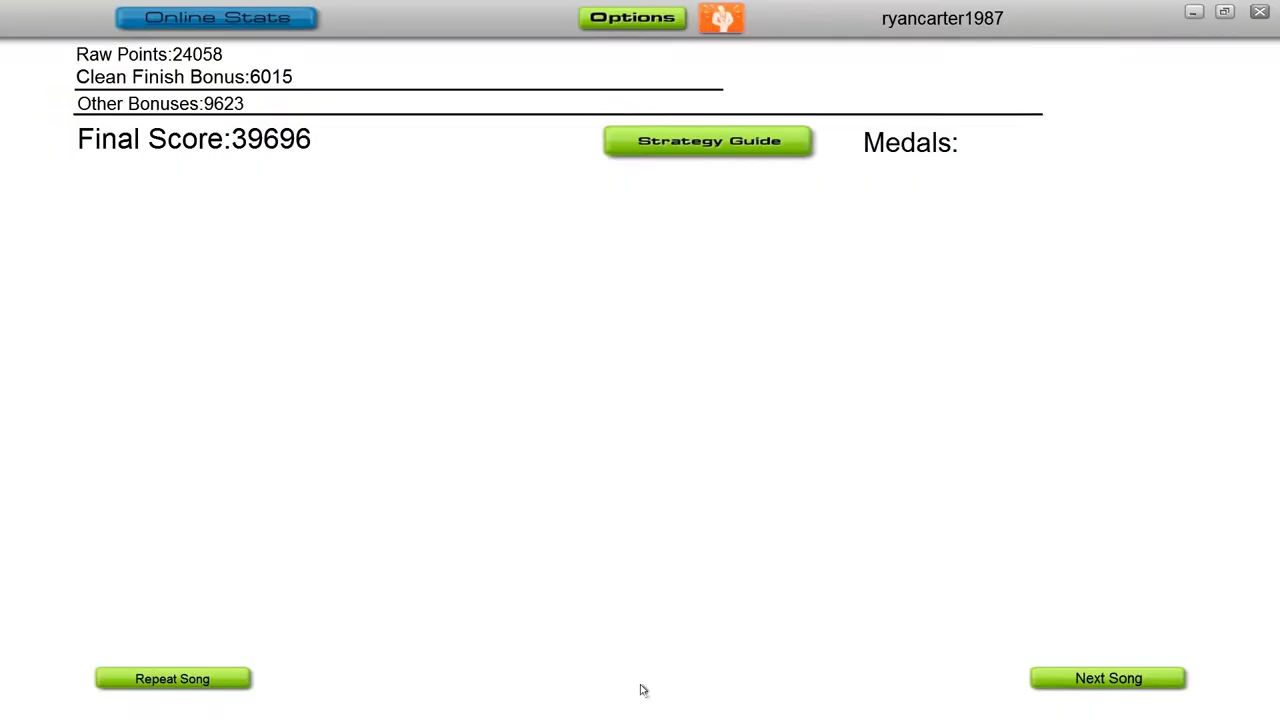 Online Stats
Options
ryancarter1987
Raw Points:24058
Clean Finish Bonus:6015
Other Bonuses:9623
Final Score:39696
Strategy Guide
Medals:
Repeat Song
Next Song